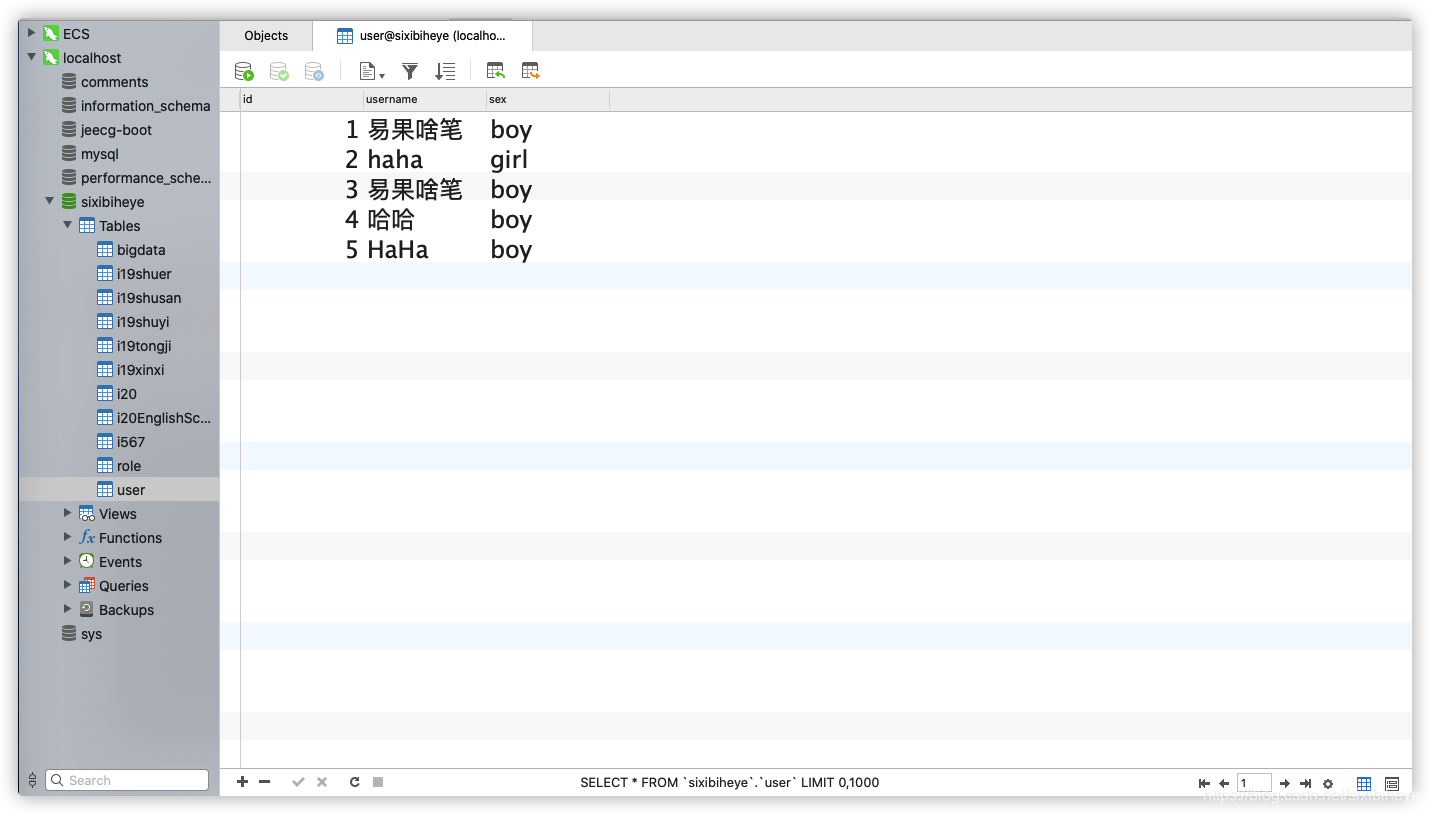 ECS
localhost
comments
information_schema
jeecg-boot
mysql
performance_sche...
sixibiheye
Tables
bigdata
i19shuer
i19shusan
i19shuyi
i19tongji
i19xinxi
i20
i20EnglishSc...
i567
role
user
Views
Functions
Events
Queries
Backups
sys
Search
Objects
user@sixibiheye (localho...
id username sex
1 易果啥笔 boy
2 haha girl
3 易果啥笔 boy
4 哈哈 boy
5 HaHa boy
SELECT * FROM `sixibiheye`.`user` LIMIT 0,1000
1
https://blog.csdn.net/sixibiheye